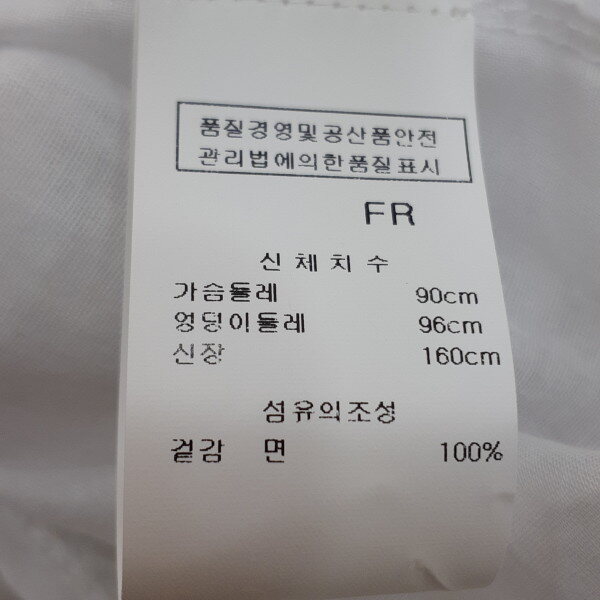 품질경영및공산품안전
관리법에의한품질표시
FR
신 체 치 수
가슴둘레 90cm
엉덩이둘레 96cm
신장 160cm
섬유의조성
겉감 면 100%